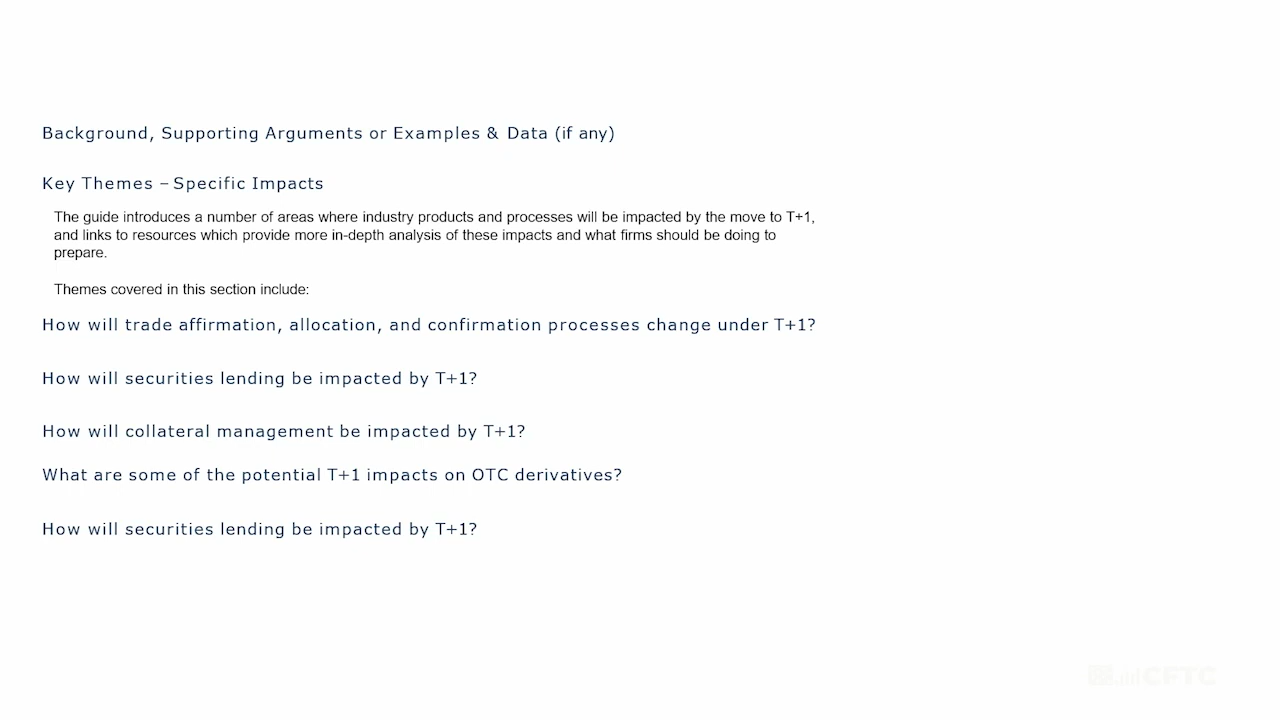 Background, Supporting Arguments or Examples & Data (if any)
Key Themes – Specific Impacts
The guide introduces a number of areas where industry products and processes will be impacted by the move to T+1,
and links to resources which provide more in-depth analysis of these impacts and what firms should be doing to
prepare.
Themes covered in this section include:
How will trade affirmation, allocation, and confirmation processes change under T+1?
How will securities lending be impacted by T+1?
How will collateral management be impacted by T+1?
What are some of the potential T+1 impacts on OTC derivatives?
How will securities lending be impacted by T+1?
CFTC